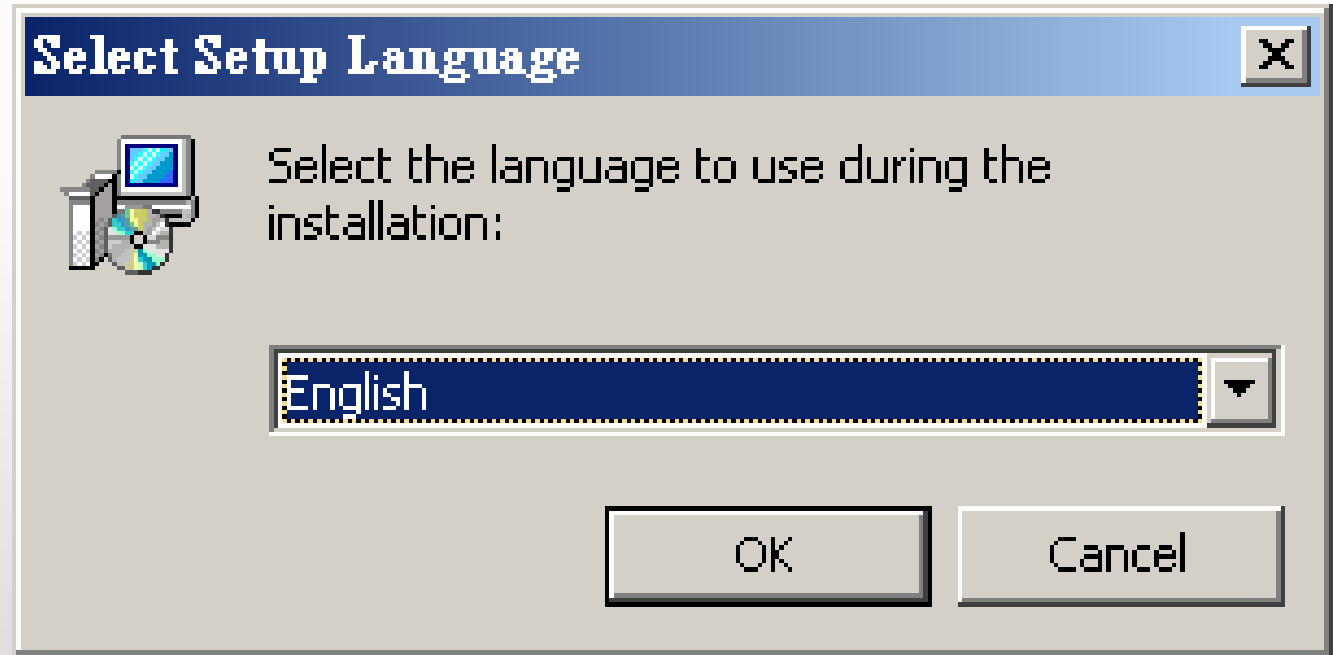 Select Setup Language
Select the language to use during the
installation:
English
OK
Cancel